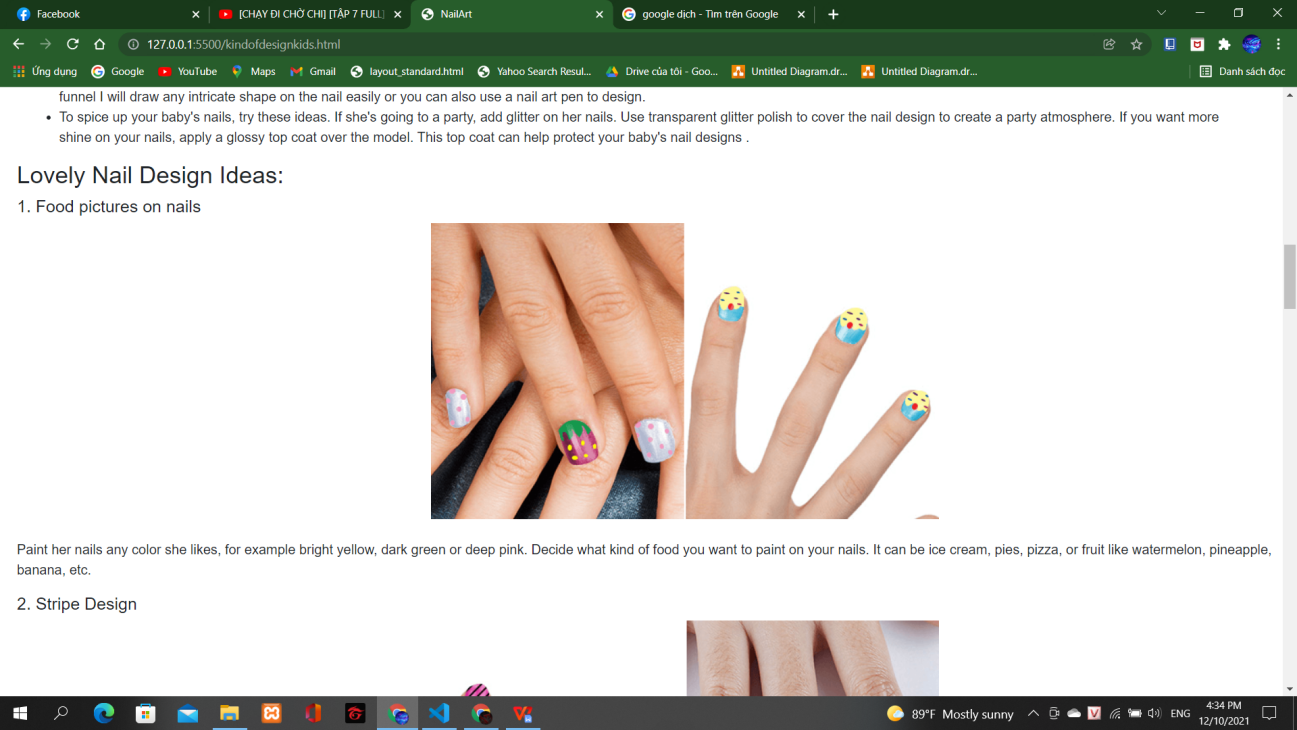 Facebook
[CHẠY ĐI CHỜ CHI] [TẬP 7 FULL]
NailArt
google dịch - Tìm trên Google
127.0.0.1:5500/kindofdesignkids.html
Ứng dụng
Google
YouTube
Maps
Gmail
layout_standard.html
Yahoo Search Resul...
Drive của tôi - Goo...
Untitled Diagram.dr...
Untitled Diagram.dr...
Danh sách đọc
funnel I will draw any intricate shape on the nail easily or you can also use a nail art pen to design.
To spice up your baby's nails, try these ideas. If she's going to a party, add glitter on her nails. Use transparent glitter polish to cover the nail design to create a party atmosphere. If you want more
shine on your nails, apply a glossy top coat over the model. This top coat can help protect your baby's nail designs .
Lovely Nail Design Ideas:
1. Food pictures on nails
Paint her nails any color she likes, for example bright yellow, dark green or deep pink. Decide what kind of food you want to paint on your nails. It can be ice cream, pies, pizza, or fruit like watermelon, pineapple,
banana, etc.
2. Stripe Design
89°F Mostly sunny
ENG
4:34 PM
12/10/2021